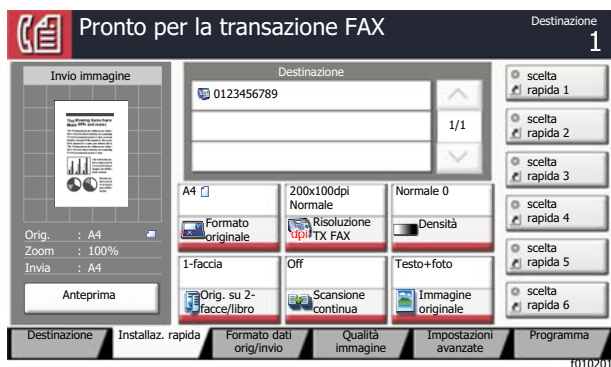 Pronto per la transazione FAX
Destinazione
1
Invio immagine
Orig. : A4
Zoom : 100%
Invia : A4
Anteprima
Destinazione
0123456789
1/1
A4
Formato
originale
200x100dpi
Normale
dpi
Risoluzione
TX FAX
Normale 0
Densità
1-faccia
Orig. su 2-
facce/libro
Off
Scansione
continua
Testo+foto
Immagine
originale
scelta
rapida 1
scelta
rapida 2
scelta
rapida 3
scelta
rapida 4
scelta
rapida 5
scelta
rapida 6
Destinazione
Installaz. rapida
Formato dati
orig/invio
Qualità
immagine
Impostazioni
avanzate
Programma
f010201